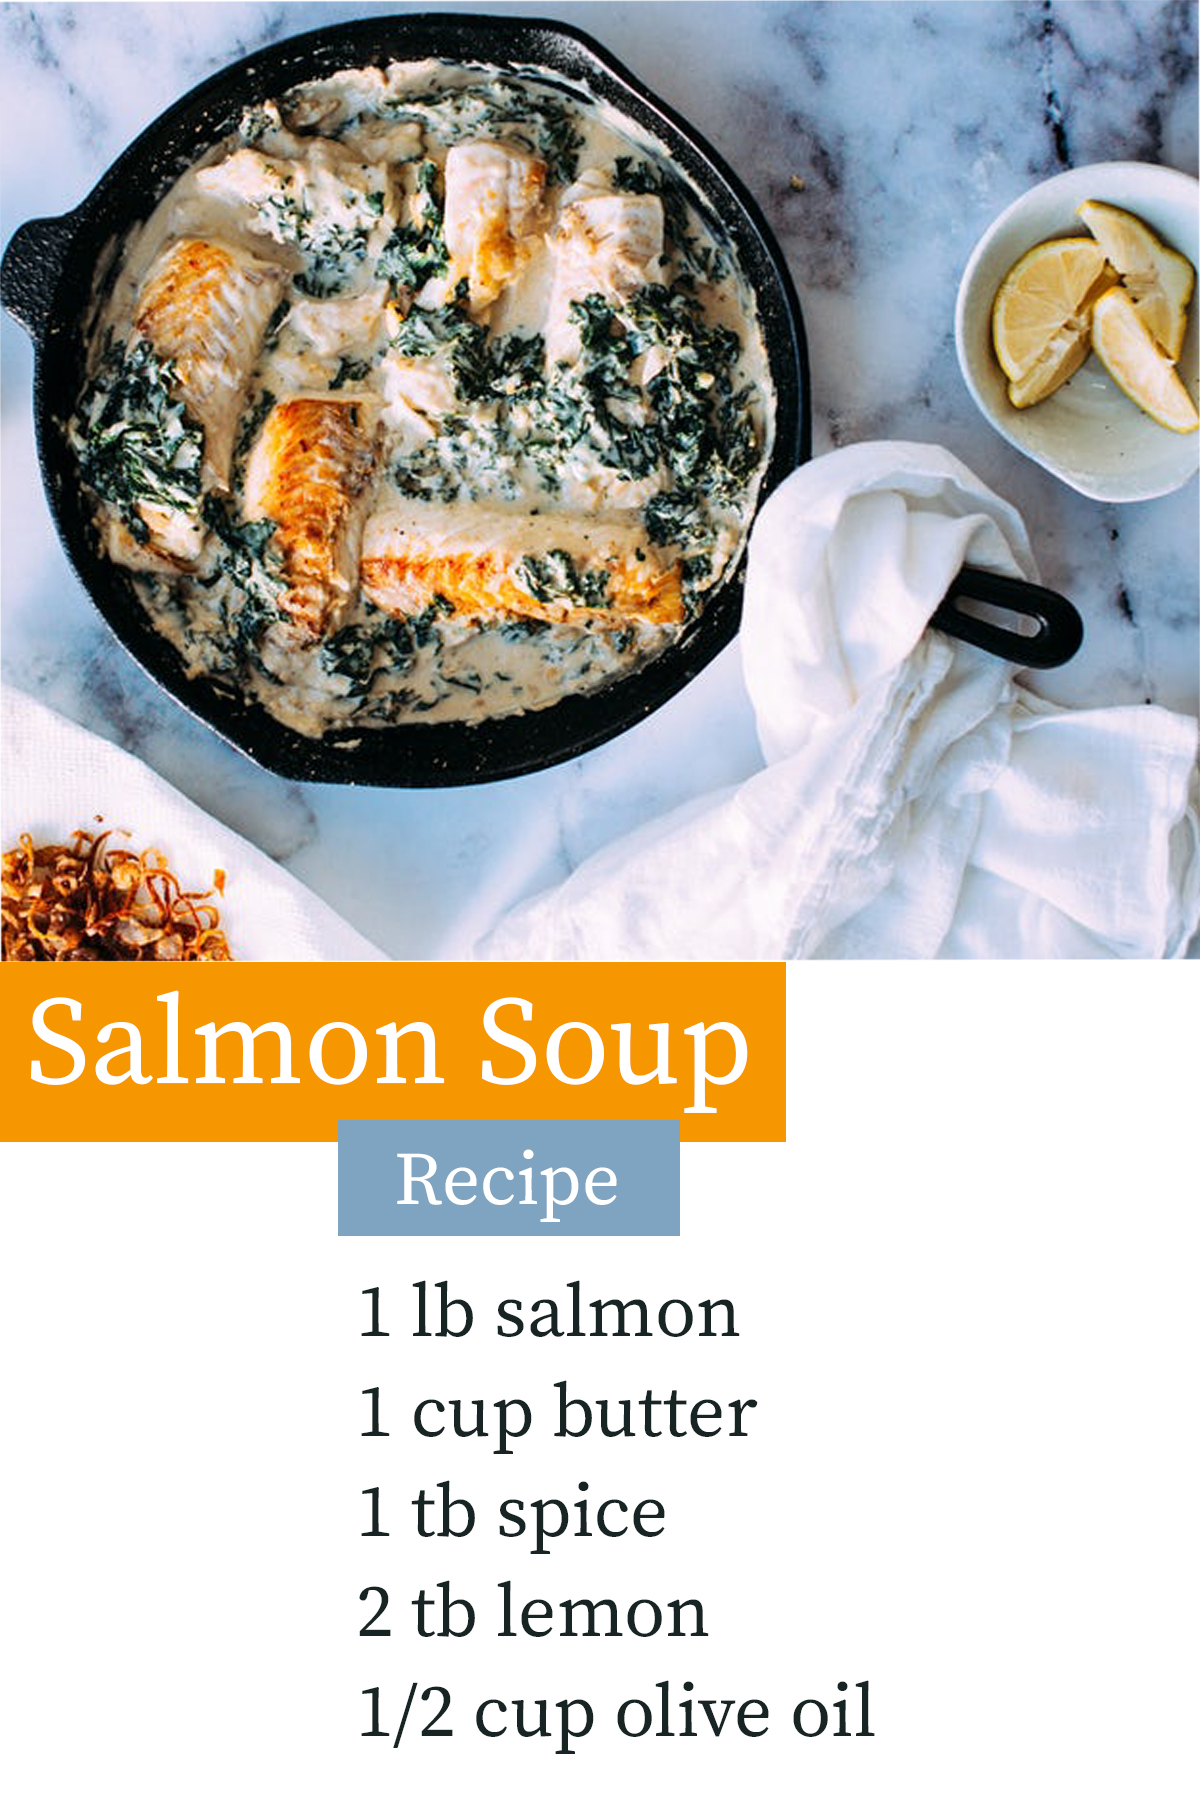 Salmon Soup
Recipe
1 lb salmon
1 cup butter
1 tb spice
2 tb lemon
1/2 cup olive oil